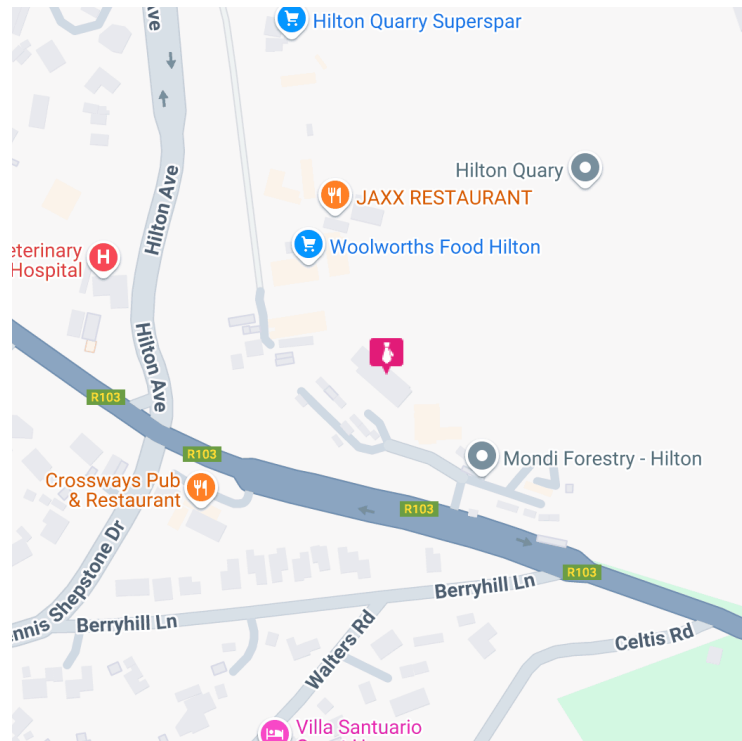 Ave
Hilton Quarry Superspar
Hilton Quary
Hilton Ave
JAXX RESTAURANT
Woolworths Food Hilton
eterinary
Hospital
H
Hilton Ave
R103
R103
Mondi Forestry - Hilton
Crossways Pub
& Restaurant
R103
R103
nnis Shepstone Dr
Berryhill Ln
Berryhill Ln
Walters Rd
Celtis Rd
Villa Santuario